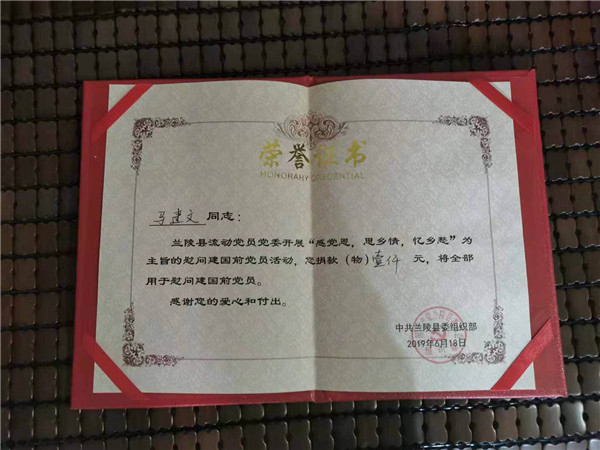 荣誉证书
HONORARY CREDENTIAL
马建文 同志：
兰陵县流动党员党委开展“感党恩，思乡情，忆乡愁”为
主旨的慰问建国前党员活动，您捐款（物）壹仟 元，将全部
用于慰问建国前党员。
感谢您的爱心和付出。
中共兰陵县委组织部
2019年6月18日